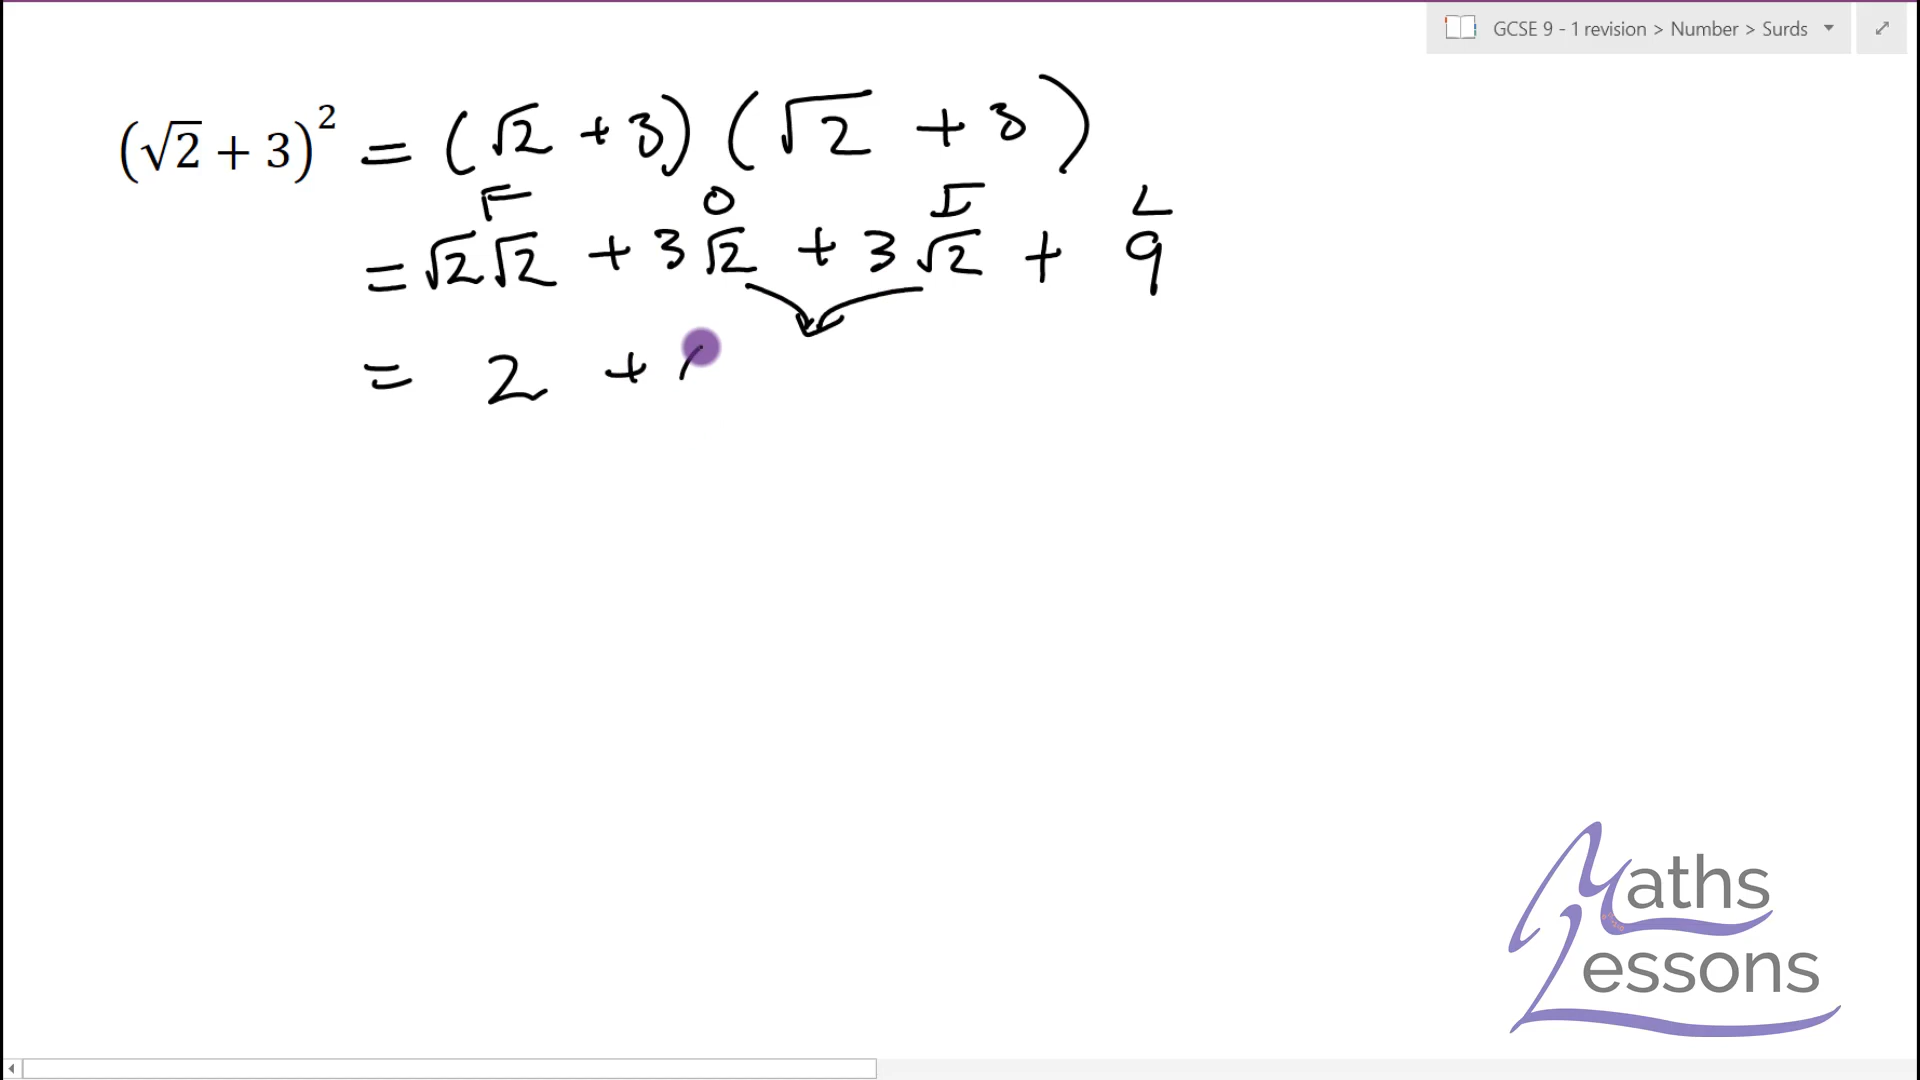 GCSE 9 - 1 revision > Number > Surds
(√2 + 3)² = (√2 + 3) (√2 + 3)
F O I L
= √2 √2 + 3 √2 + 3 √2 + 9
= 2 +
Maths
Lessons